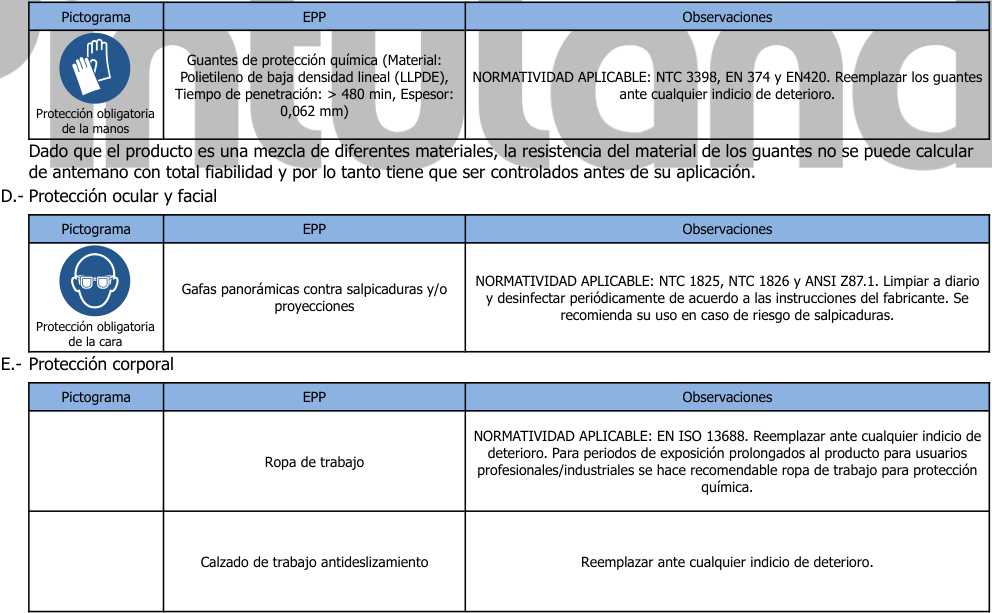 Pictograma EPP Observaciones
Protección obligatoria
de la manos
Guantes de protección química (Material:
Polietileno de baja densidad lineal (LLPDE),
Tiempo de penetración: > 480 min, Espesor:
0,062 mm)
NORMATIVIDAD APLICABLE: NTC 3398, EN 374 y EN420. Reemplazar los guantes
ante cualquier indicio de deterioro.
Dado que el producto es una mezcla de diferentes materiales, la resistencia del material de los guantes no se puede calcular
de antemano con total fiabilidad y por lo tanto tiene que ser controlados antes de su aplicación.
D.- Protección ocular y facial
Pictograma EPP Observaciones
Protección obligatoria
de la cara
Gafas panorámicas contra salpicaduras y/o
proyecciones
NORMATIVIDAD APLICABLE: NTC 1825, NTC 1826 y ANSI Z87.1. Limpiar a diario
y desinfectar periódicamente de acuerdo a las instrucciones del fabricante. Se
recomienda su uso en caso de riesgo de salpicaduras.
E.- Protección corporal
Pictograma EPP Observaciones
Ropa de trabajo
NORMATIVIDAD APLICABLE: EN ISO 13688. Reemplazar ante cualquier indicio de
deterioro. Para periodos de exposición prolongados al producto para usuarios
profesionales/industriales se hace recomendable ropa de trabajo para protección
química.
Calzado de trabajo antideslizamiento
Reemplazar ante cualquier indicio de deterioro.